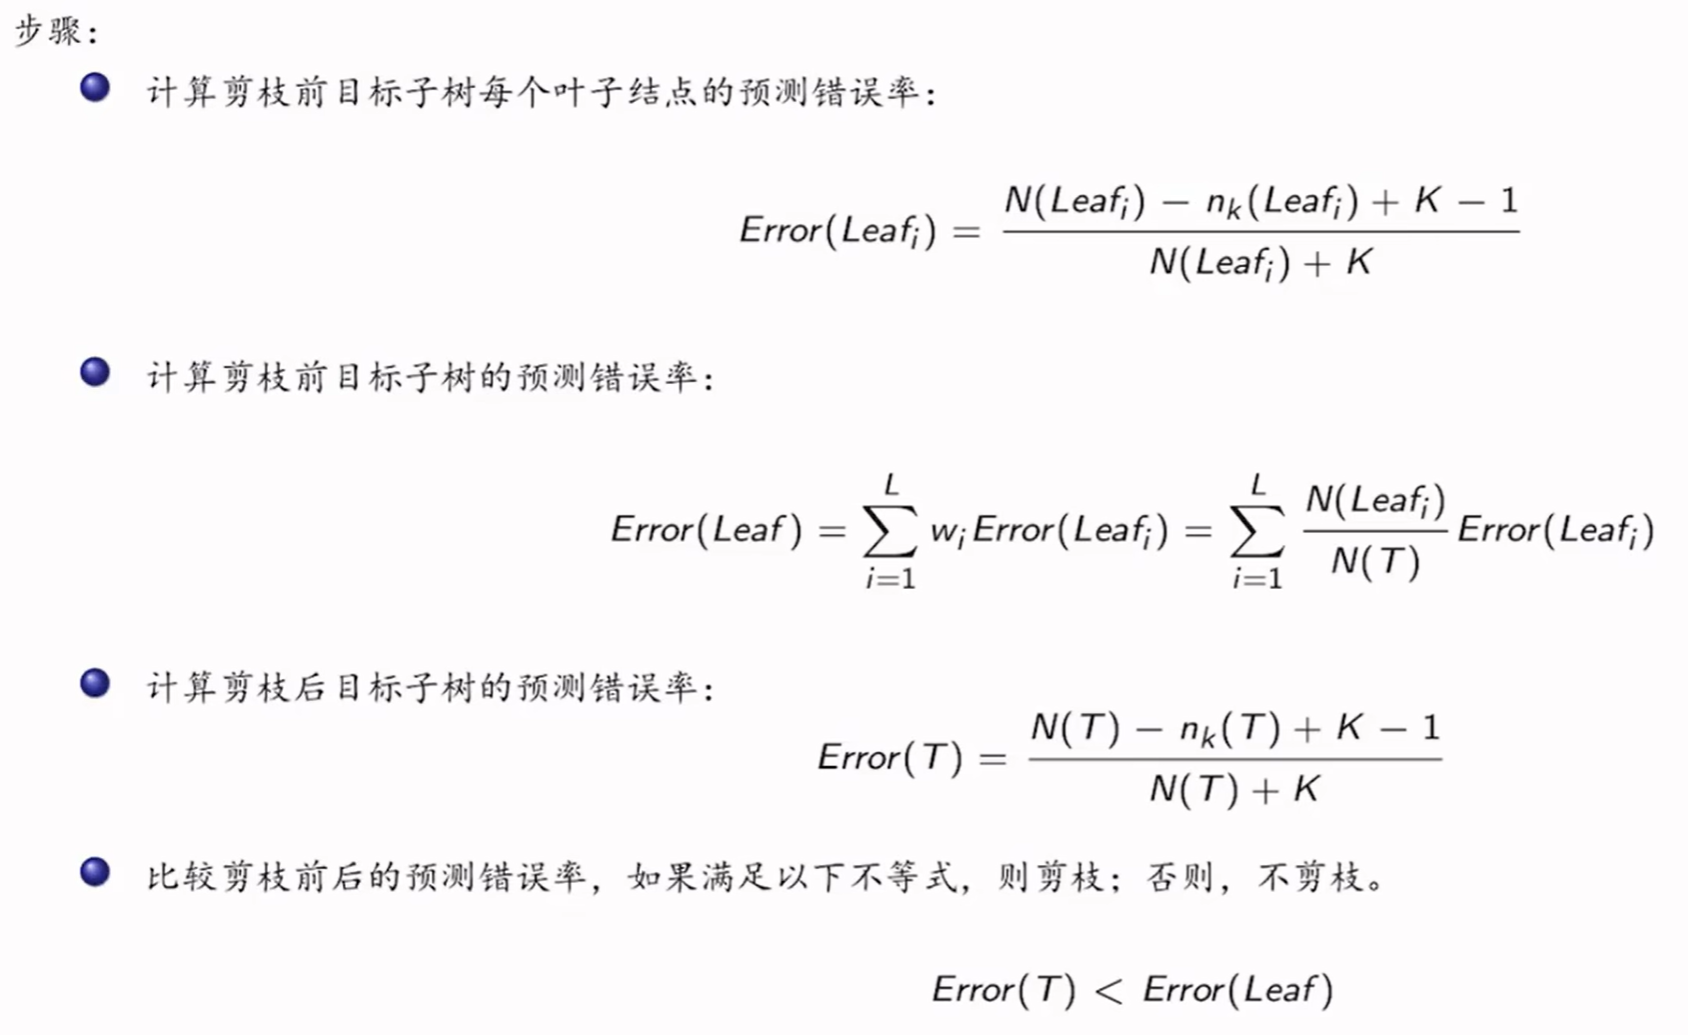 步骤：
计算剪枝前目标子树每个叶子结点的预测错误率：
Error(Leaf_i) = \frac{N(Leaf_i) - n_k(Leaf_i) + K - 1}{N(Leaf_i) + K}
计算剪枝前目标子树的预测错误率：
Error(Leaf) = \sum_{i=1}^{L} w_i Error(Leaf_i) = \sum_{i=1}^{L} \frac{N(Leaf_i)}{N(T)} Error(Leaf_i)
计算剪枝后目标子树的预测错误率：
Error(T) = \frac{N(T) - n_k(T) + K - 1}{N(T) + K}
比较剪枝前后的预测错误率，如果满足以下不等式，则剪枝；否则，不剪枝。
Error(T) < Error(Leaf)